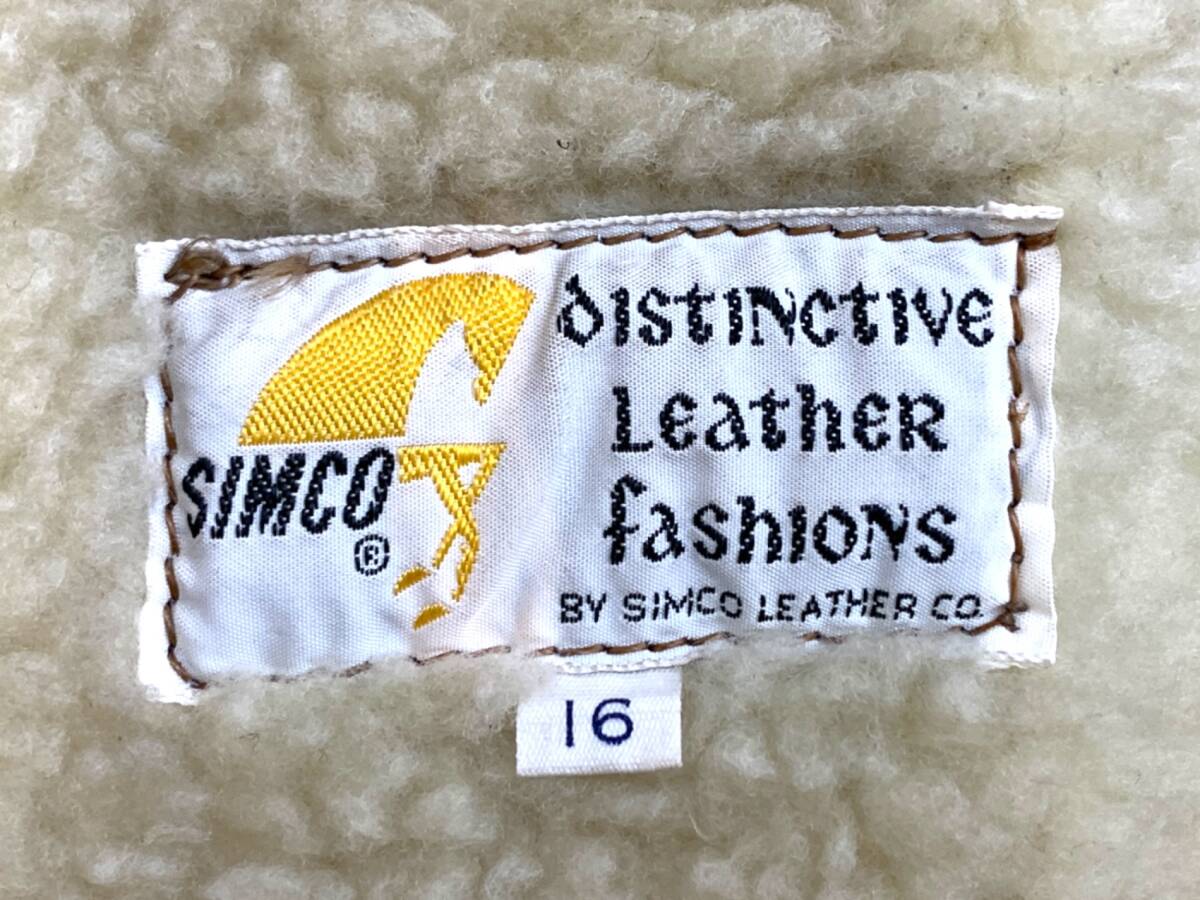 SIMCO
®
distinctive
Leather
fashions
BY SIMCO LEATHER CO.
16